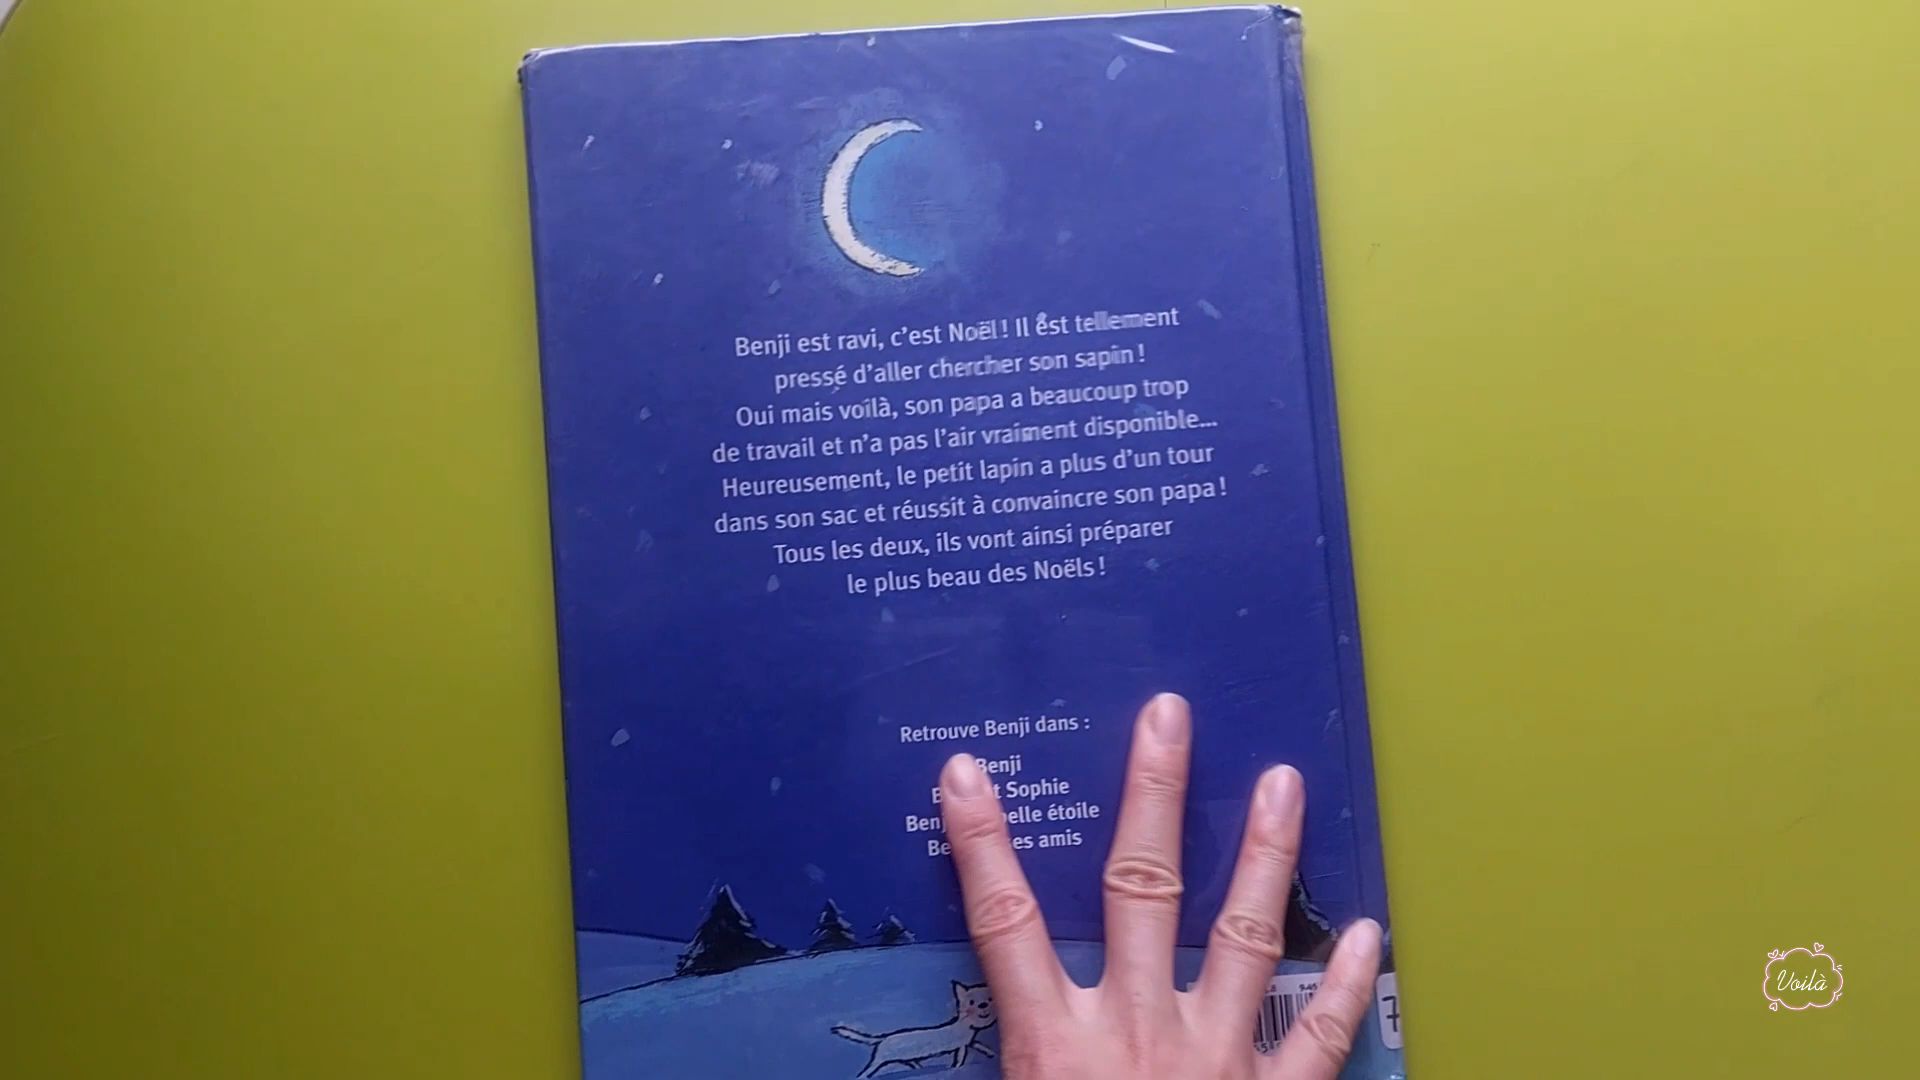 Benji est ravi, c'est Noël ! Il est tellement
pressé d'aller chercher son sapin !
Oui mais voilà, son papa a beaucoup trop
de travail et n'a pas l'air vraiment disponible...
Heureusement, le petit lapin a plus d'un tour
dans son sac et réussit à convaincre son papa !
Tous les deux, ils vont ainsi préparer
le plus beau des Noëls !
Retrouve Benji dans :
Benji
Sophie
étoile
amis
Voilà